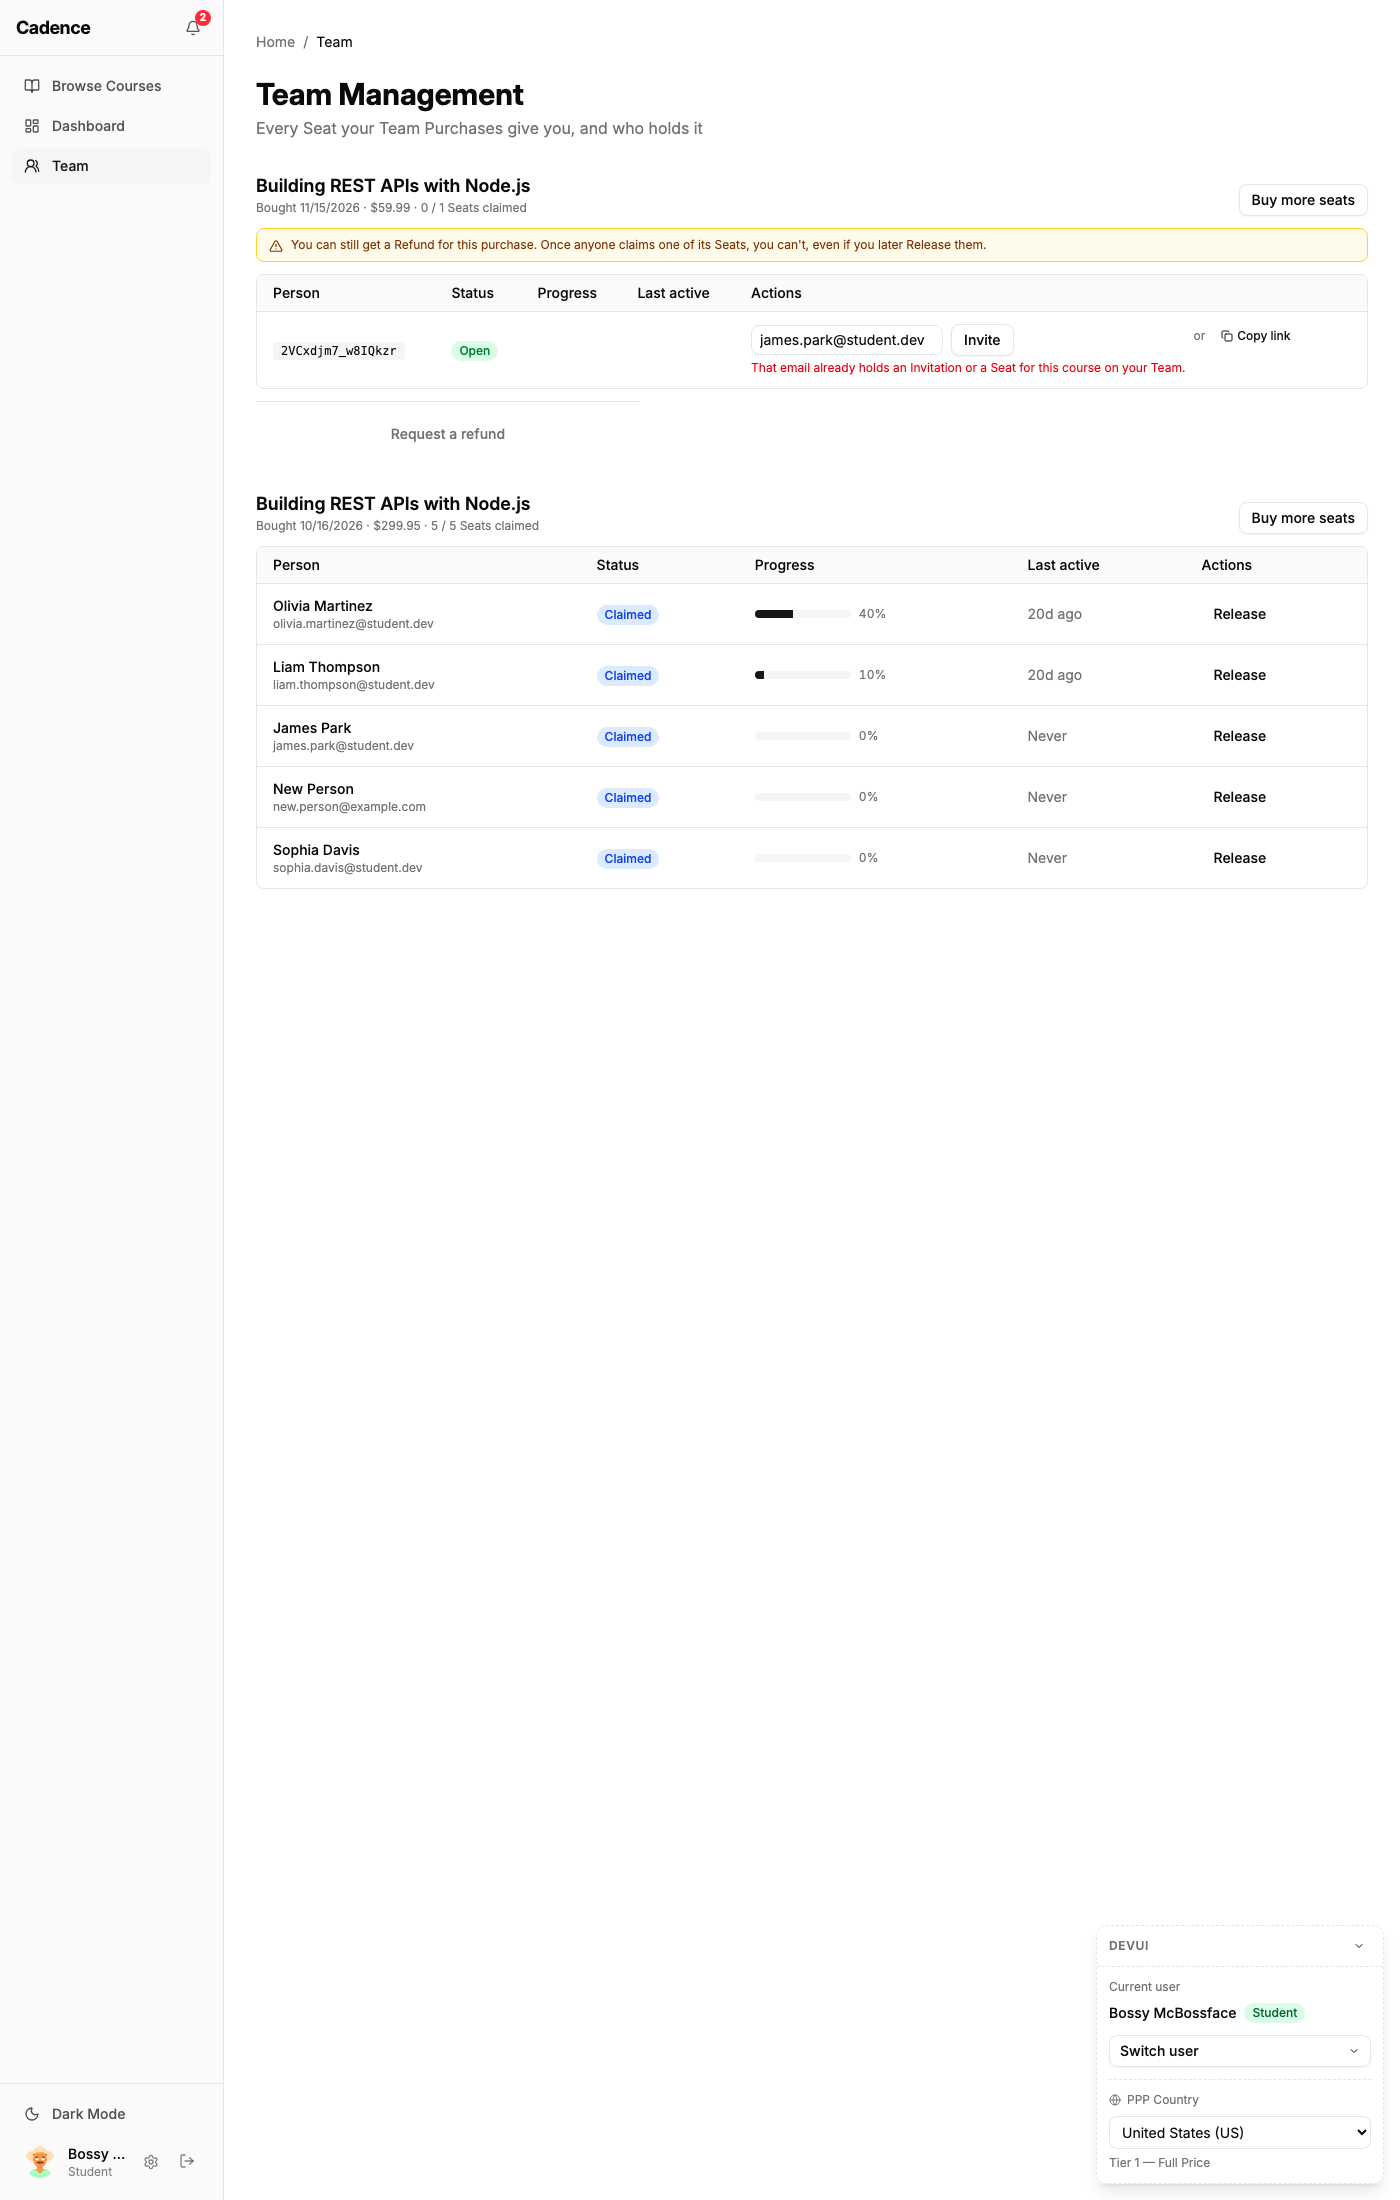 Cadence
2
Browse Courses
Dashboard
Team
Home / Team
Team Management
Every Seat your Team Purchases give you, and who holds it
Building REST APIs with Node.js
Bought 11/15/2026 · $59.99 · 0 / 1 Seats claimed
Buy more seats
You can still get a Refund for this purchase. Once anyone claims one of its Seats, you can't, even if you later Release them.
Person Status Progress Last active Actions
2VCxdjm7_w8IQkzr Open james.park@student.dev Invite or Copy link
That email already holds an Invitation or a Seat for this course on your Team.
Request a refund
Building REST APIs with Node.js
Bought 10/16/2026 · $299.95 · 5 / 5 Seats claimed
Buy more seats
Person Status Progress Last active Actions
Olivia Martinez
olivia.martinez@student.dev
Claimed 40% 20d ago Release
Liam Thompson
liam.thompson@student.dev
Claimed 10% 20d ago Release
James Park
james.park@student.dev
Claimed 0% Never Release
New Person
new.person@example.com
Claimed 0% Never Release
Sophia Davis
sophia.davis@student.dev
Claimed 0% Never Release
DEVUI
Current user
Bossy McBossface Student
Switch user
PPP Country
United States (US)
Tier 1 — Full Price
Dark Mode
Bossy ...
Student